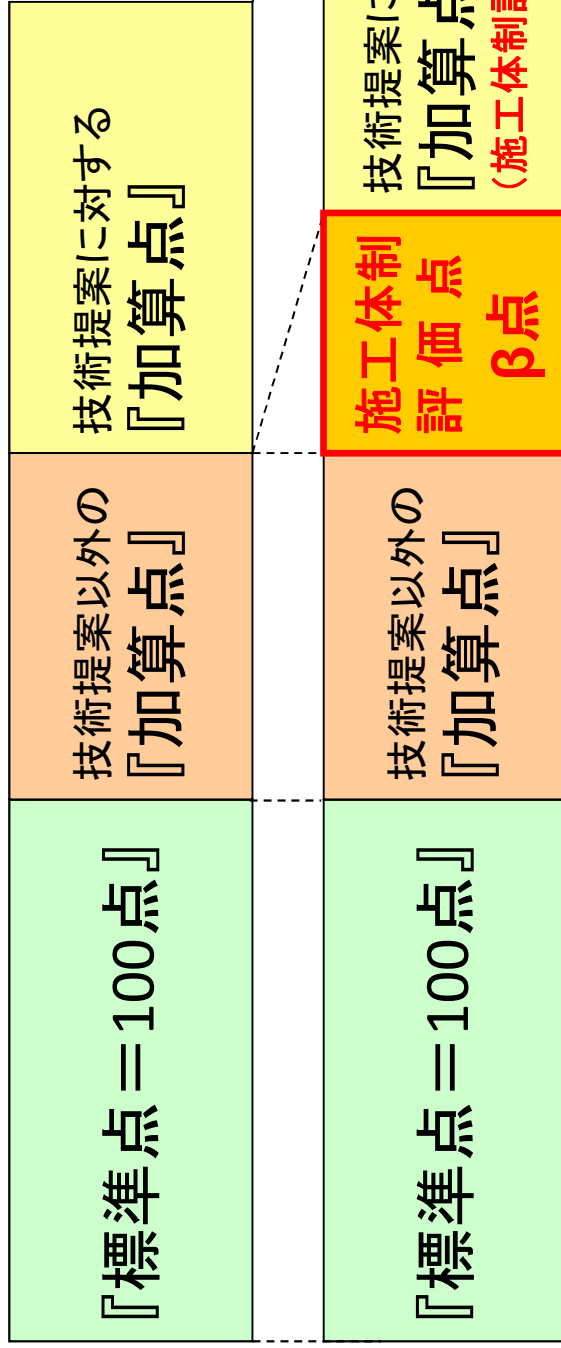 『標準点＝100点』
技術提案以外の
『加算点』
技術提案に対する
『加算点』
『標準点＝100点』
技術提案以外の
『加算点』
施工体制
評 価 点
β点
技術提案に
『加算点
（施工体制